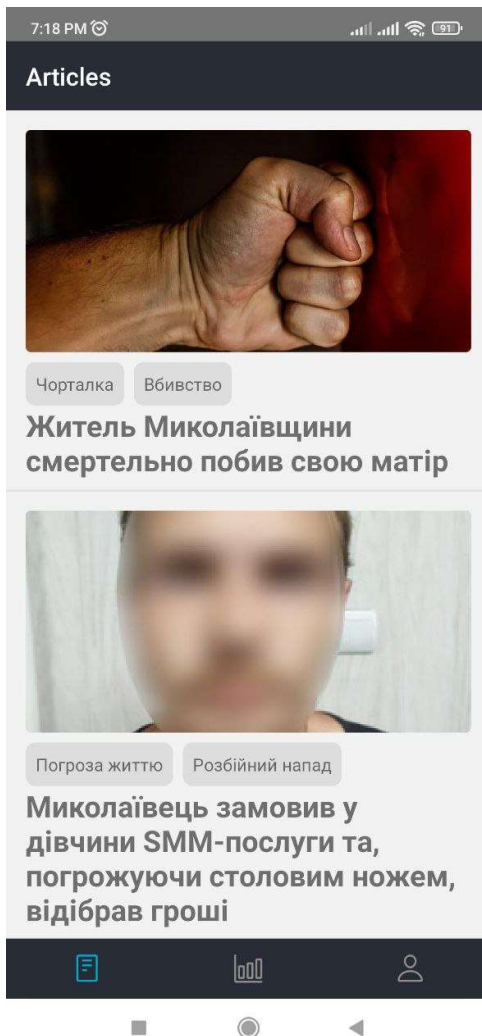 7:18 PM
91
Articles
Чорталка
Вбивство
Житель Миколаївщини
смертельно побив свою матір
Погроза життю
Розбійний напад
Миколаївець замовив у
дівчини SMM-послуги та,
погрожуючи столовим ножем,
відібрав гроші